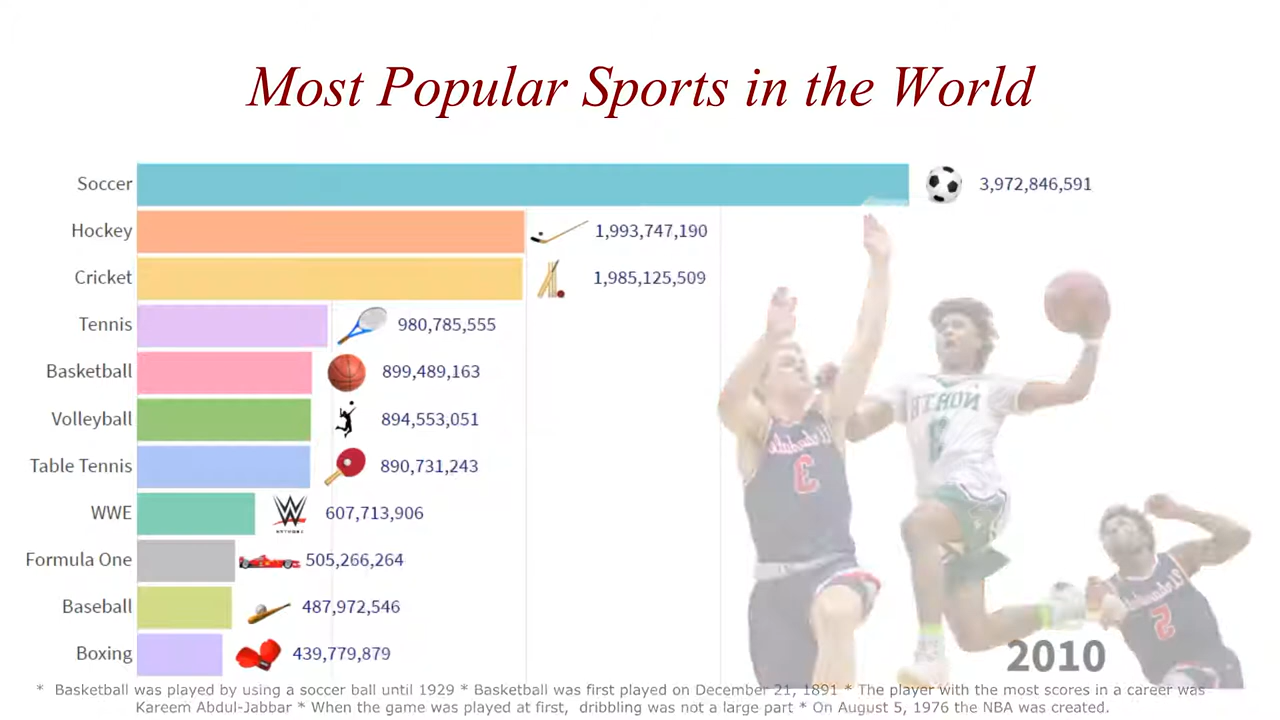 Most Popular Sports in the World
Soccer 3,972,846,591
Hockey 1,993,747,190
Cricket 1,985,125,509
Tennis 980,785,555
Basketball 899,489,163
Volleyball 894,553,051
Table Tennis 890,731,243
WWE 607,713,906
Formula One 505,266,264
Baseball 487,972,546
Boxing 439,779,879
3
5
2010
* Basketball was played by using a soccer ball until 1929 * Basketball was first played on December 21, 1891 * The player with the most scores in a career was
Kareem Abdul-Jabbar * When the game was played at first, dribbling was not a large part * On August 5, 1976 the NBA was created.